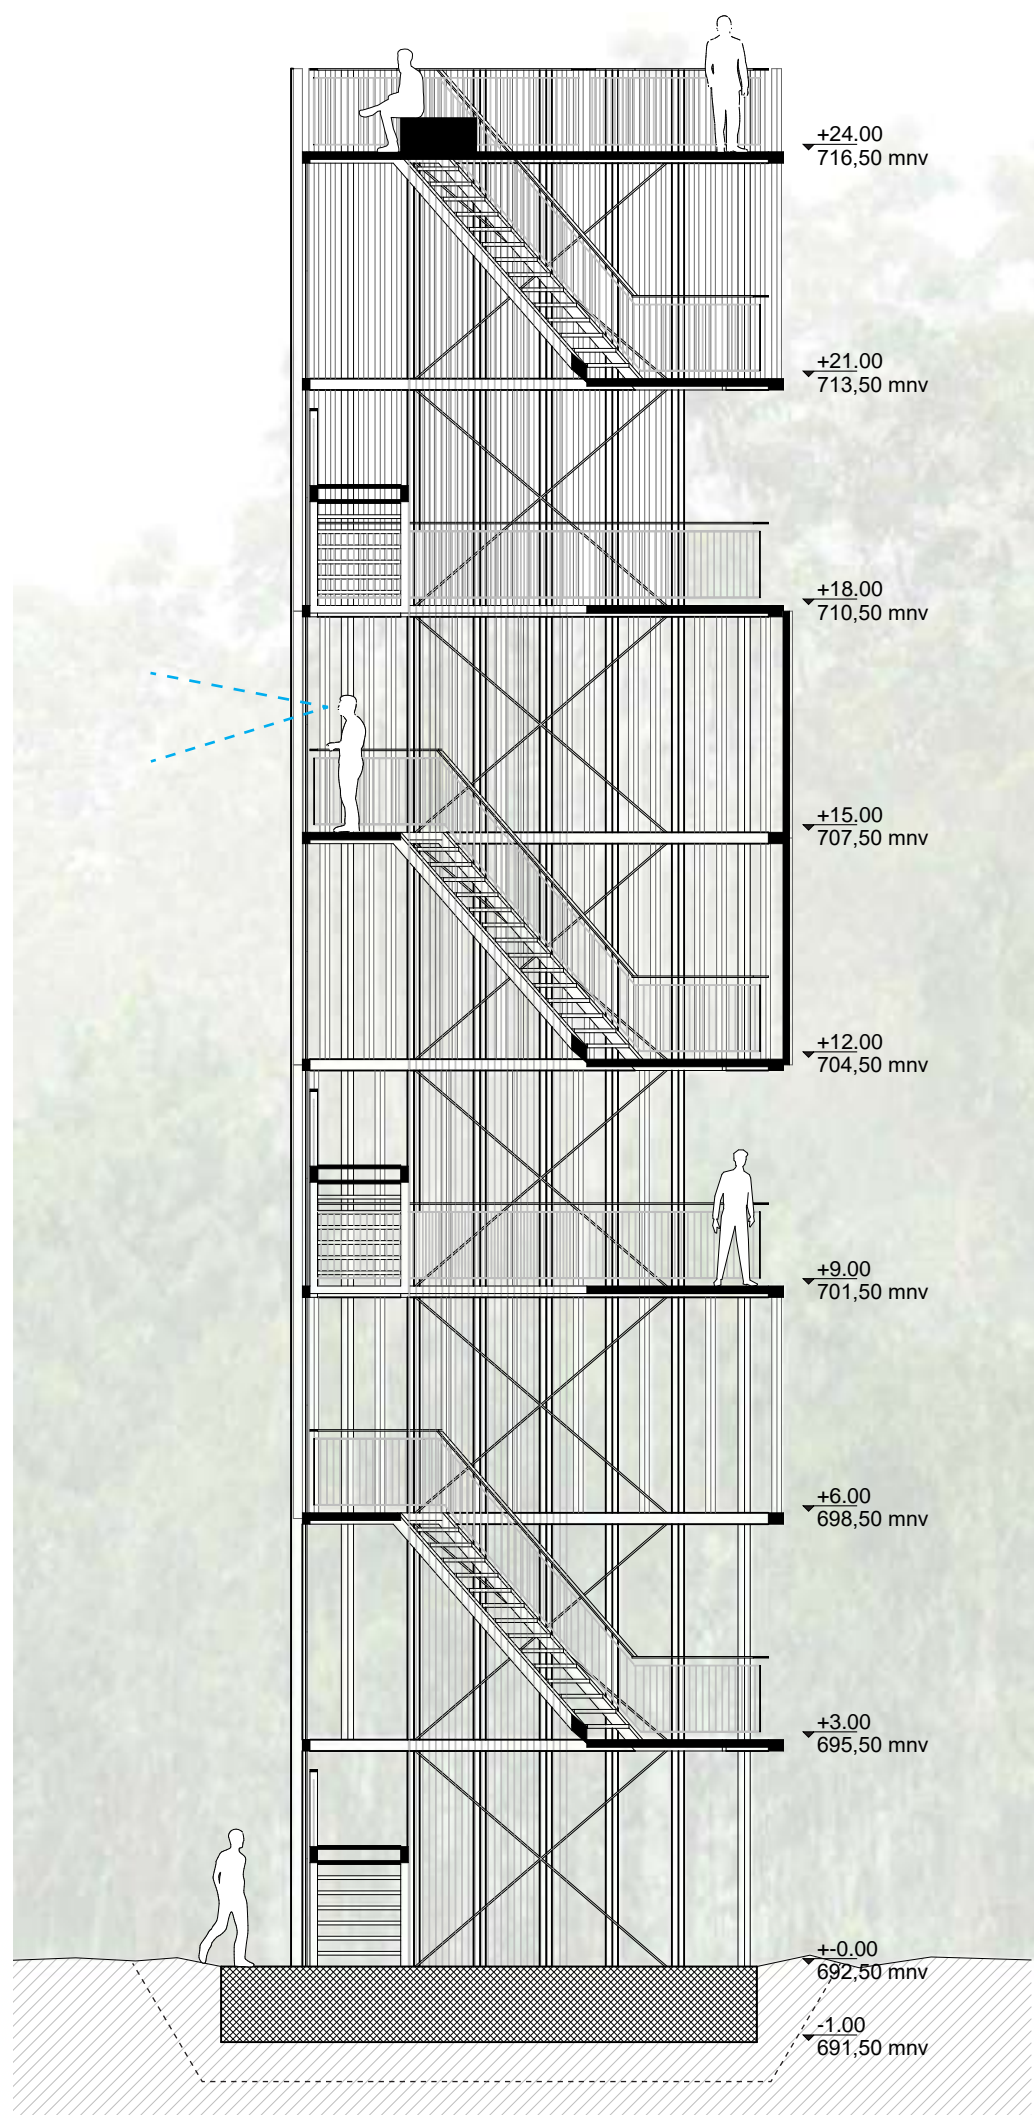 +24.00
716,50 mnv
+21.00
713,50 mnv
+18.00
710,50 mnv
+15.00
707,50 mnv
+12.00
704,50 mnv
+9.00
701,50 mnv
+6.00
698,50 mnv
+3.00
695,50 mnv
+-0.00
692,50 mnv
-1.00
691,50 mnv